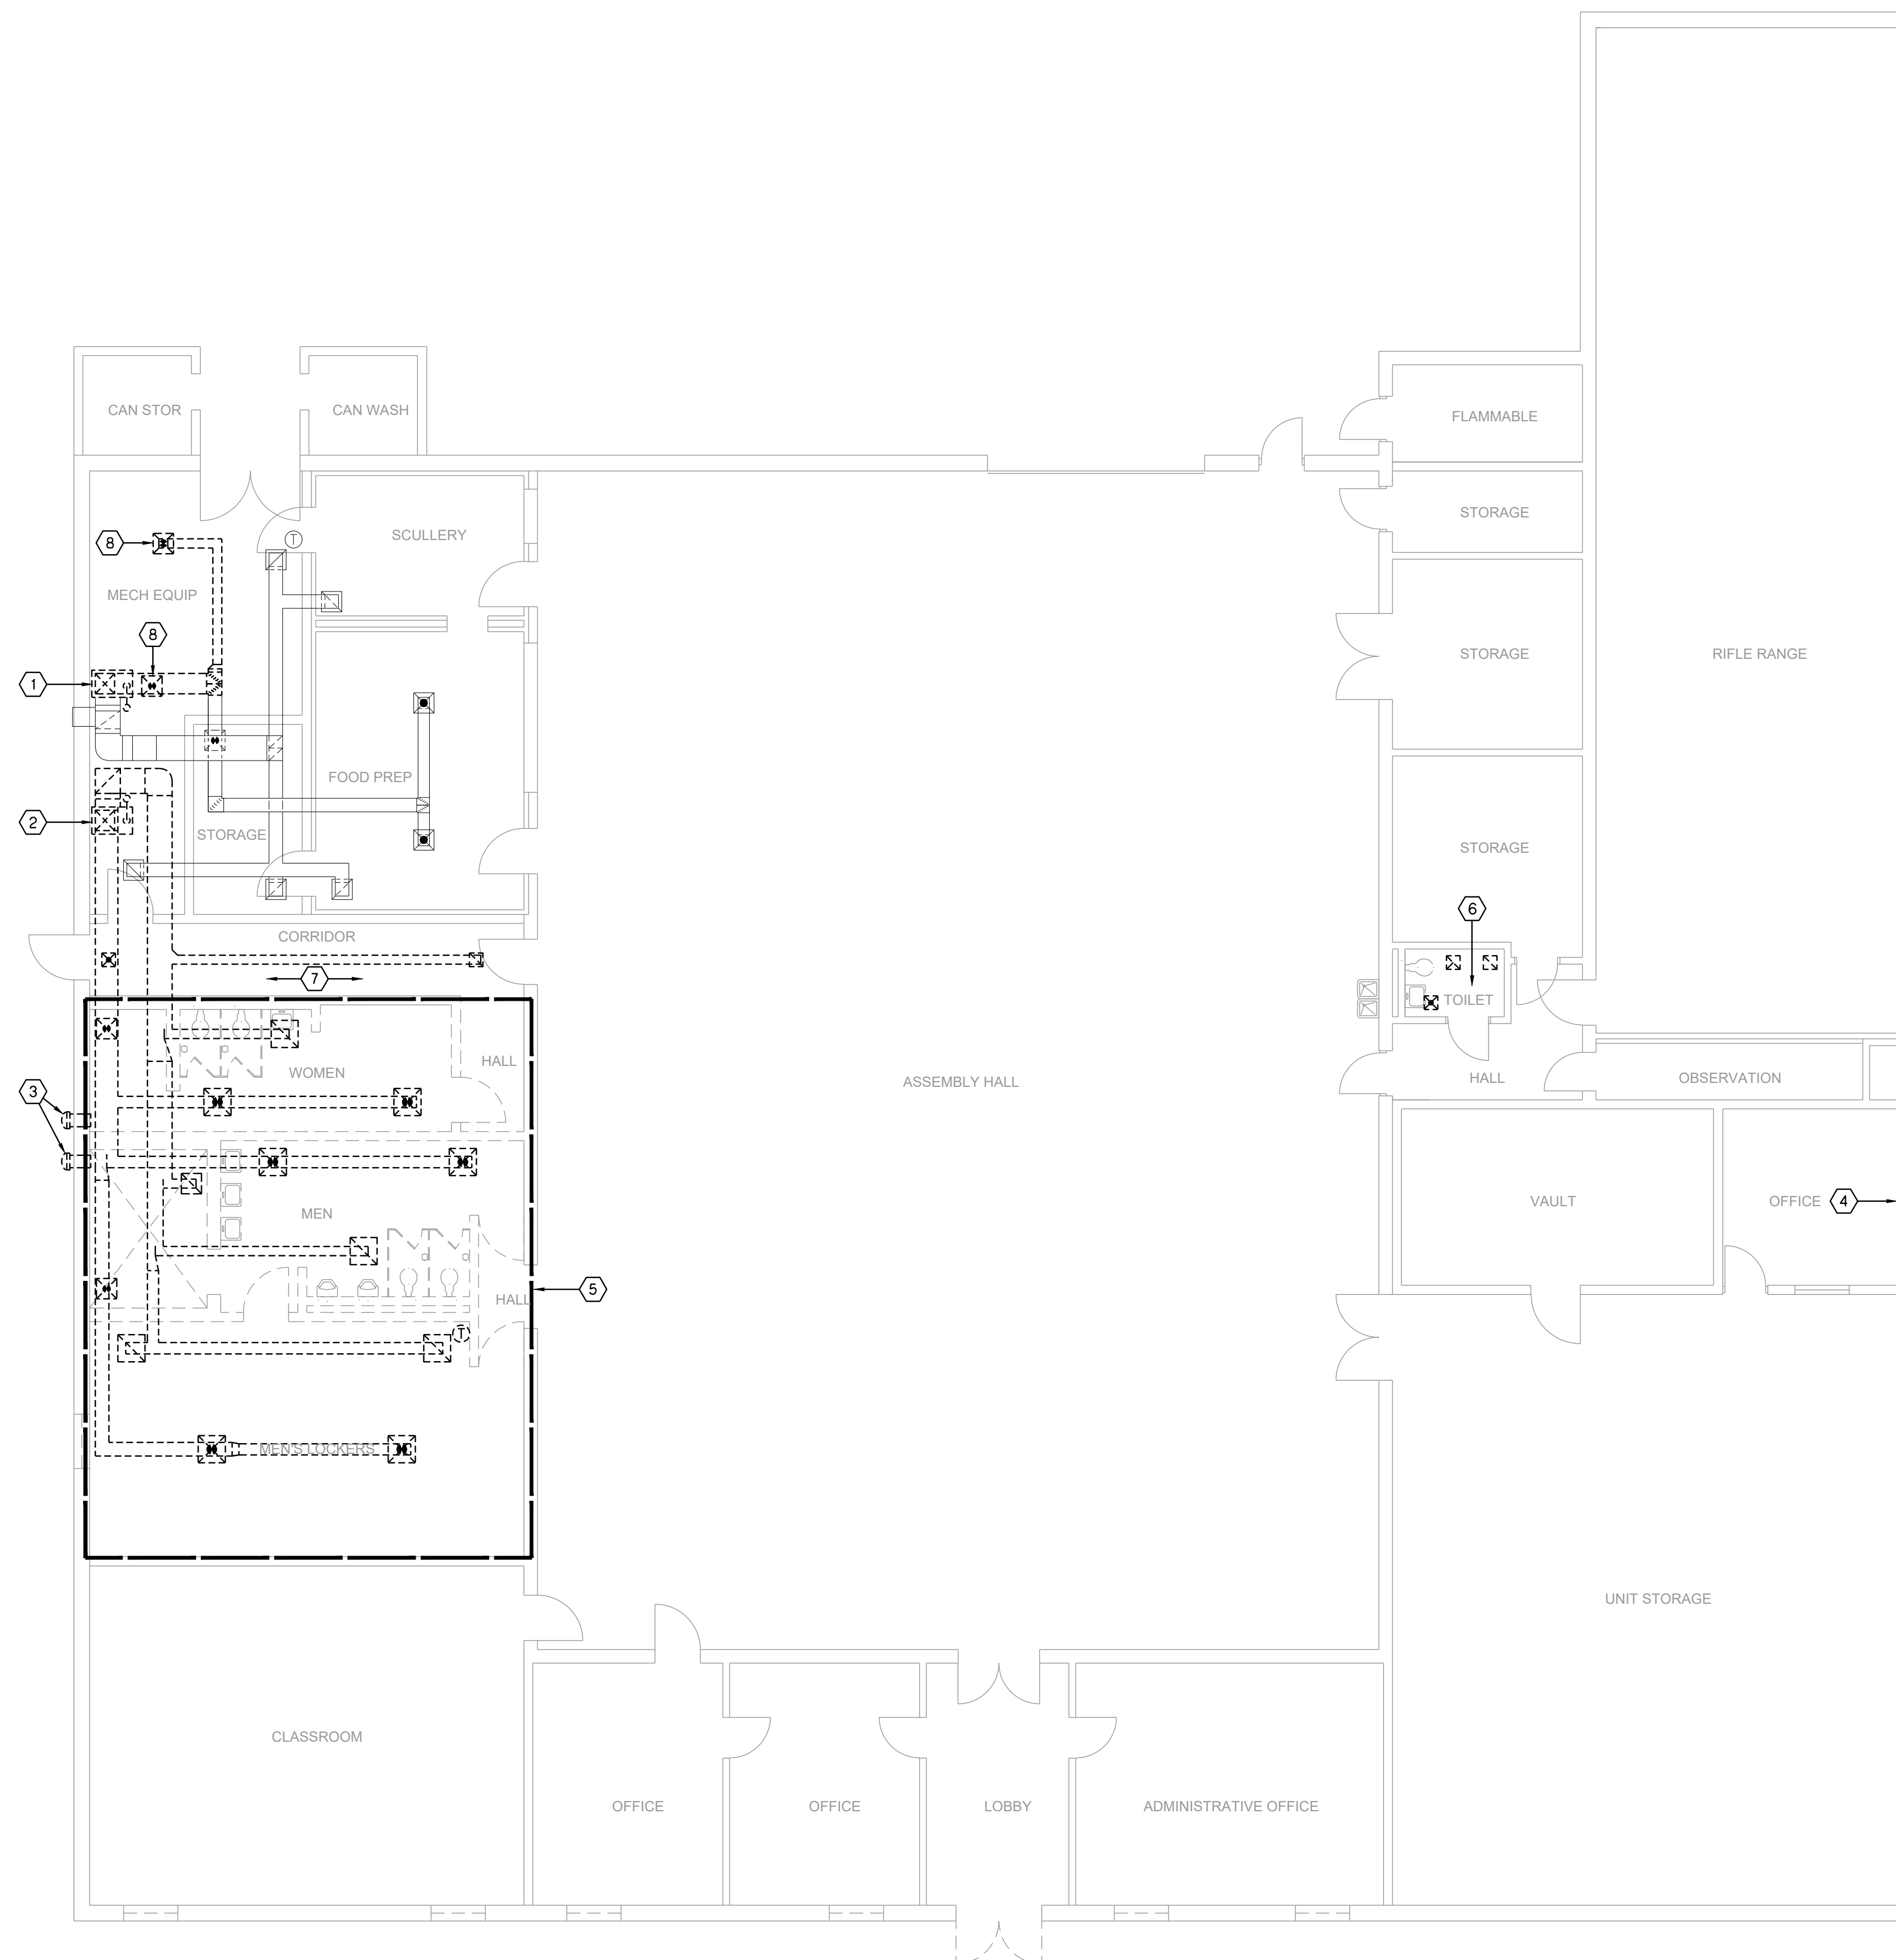 CAN STOR
CAN WASH
FLAMMABLE
STORAGE
SCULLERY
T
8
MECH EQUIP
8
STORAGE
RIFLE RANGE
1
FOOD PREP
2
STORAGE
STORAGE
6
CORRIDOR
7
TOILET
HALL
WOMEN
3
ASSEMBLY HALL
HALL
OBSERVATION
VAULT
OFFICE
4
MEN
5
HALL
T
MEN'S LOCKERS
UNIT STORAGE
CLASSROOM
OFFICE
OFFICE
LOBBY
ADMINISTRATIVE OFFICE